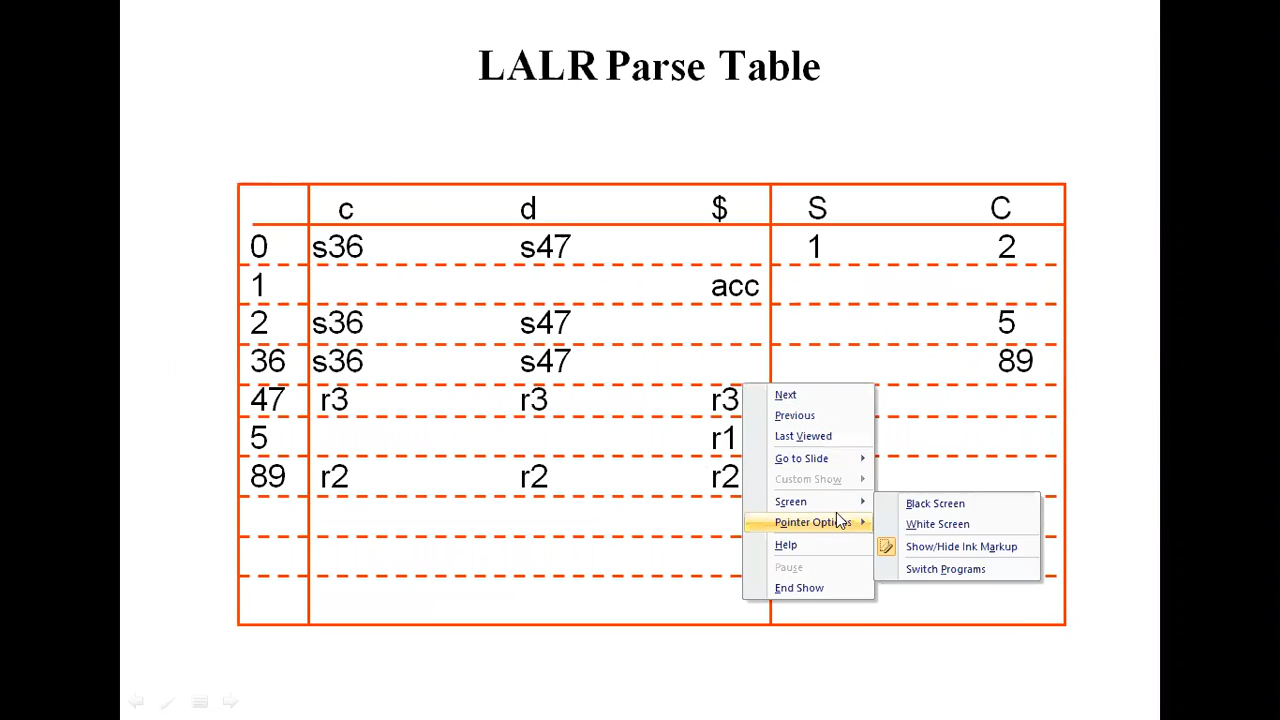 LALR Parse Table
c d $ S C
0 s36 s47 1 2
1 acc
2 s36 s47 5
36 s36 s47 89
47 r3 r3 r3
5 r1
89 r2 r2 r2
Next
Previous
Last Viewed
Go to Slide
Custom Show
Screen
Pointer Options
Help
Pause
End Show
Black Screen
White Screen
Show/Hide Ink Markup
Switch Programs